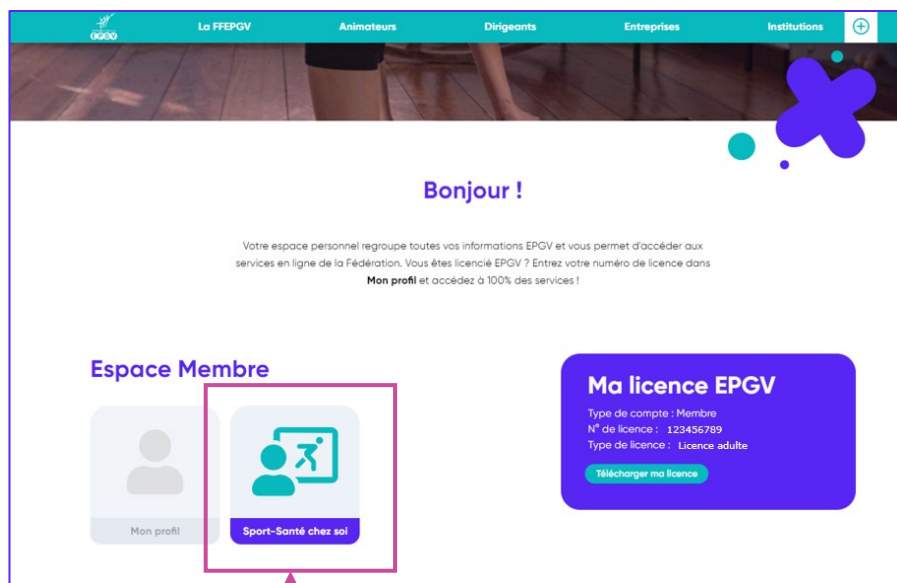 EPGV
La FFEPGV
Animateurs
Dirigeants
Entreprises
Institutions
Bonjour !
Votre espace personnel regroupe toutes vos informations EPGV et vous permet d'accéder aux
services en ligne de la Fédération. Vous êtes licencié EPGV ? Entrez votre numéro de licence dans
Mon profil et accédez à 100% des services !
Espace Membre
Mon profil
Sport-Santé chez soi
Ma licence EPGV
Type de compte : Membre
N° de licence : 123456789
Type de licence : Licence adulte
Télécharger ma licence